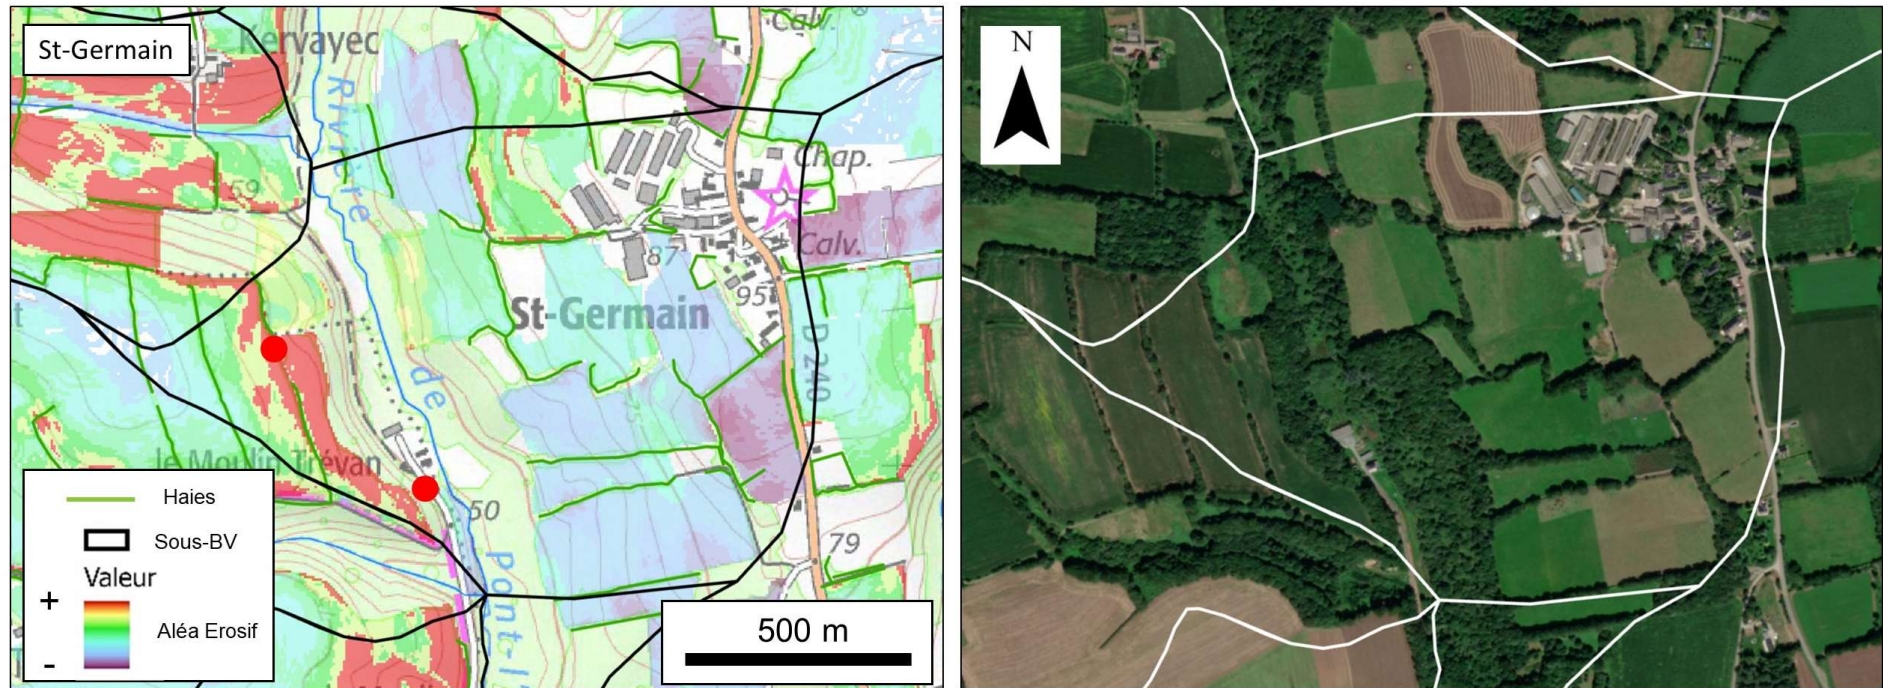 St-Germain
Kervayec
Calv.
Rivière
59
Chap.
Calv.
87
St-Germain
95
D 240
de
le Moulin Trévan
50
Pont-l
79
Haies
Sous-BV
Valeur
+
Aléa Erosif
-
500 m
N